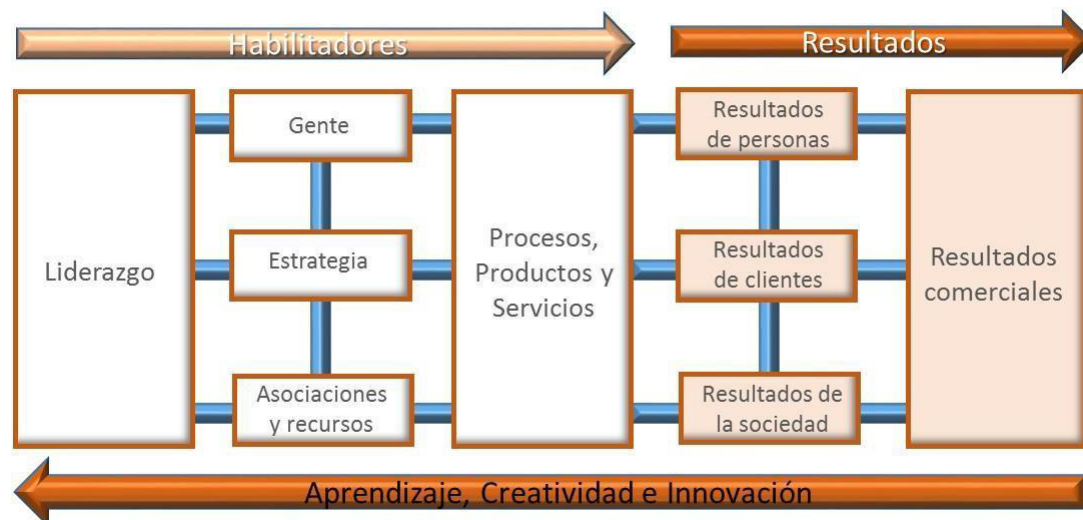 Habilitadores
Resultados
Liderazgo
Gente
Estrategia
Asociaciones
y recursos
Procesos,
Productos y
Servicios
Resultados
de personas
Resultados
de clientes
Resultados de
la sociedad
Resultados
comerciales
Aprendizaje, Creatividad e Innovación